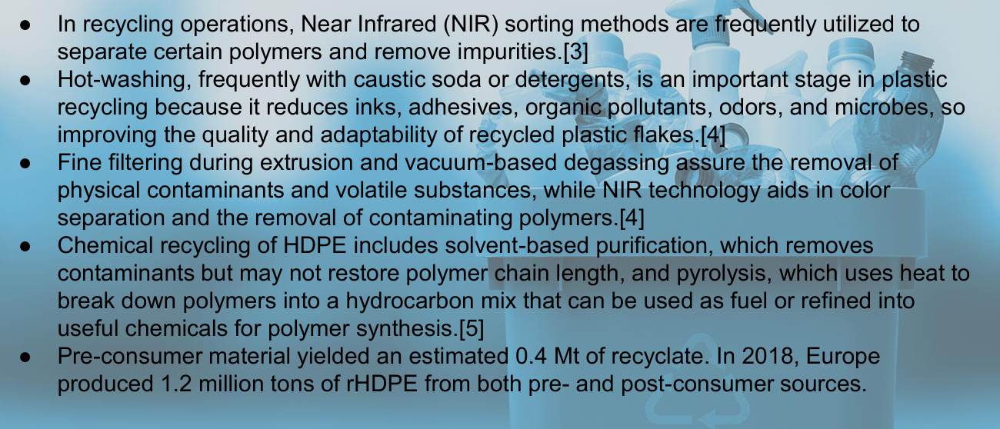 ● In recycling operations, Near Infrared (NIR) sorting methods are frequently utilized to
separate certain polymers and remove impurities.[3]
● Hot-washing, frequently with caustic soda or detergents, is an important stage in plastic
recycling because it reduces inks, adhesives, organic pollutants, odors, and microbes, so
improving the quality and adaptability of recycled plastic flakes.[4]
● Fine filtering during extrusion and vacuum-based degassing assure the removal of
physical contaminants and volatile substances, while NIR technology aids in color
separation and the removal of contaminating polymers.[4]
● Chemical recycling of HDPE includes solvent-based purification, which removes
contaminants but may not restore polymer chain length, and pyrolysis, which uses heat to
break down polymers into a hydrocarbon mix that can be used as fuel or refined into
useful chemicals for polymer synthesis.[5]
● Pre-consumer material yielded an estimated 0.4 Mt of recyclate. In 2018, Europe
produced 1.2 million tons of rHDPE from both pre- and post-consumer sources.